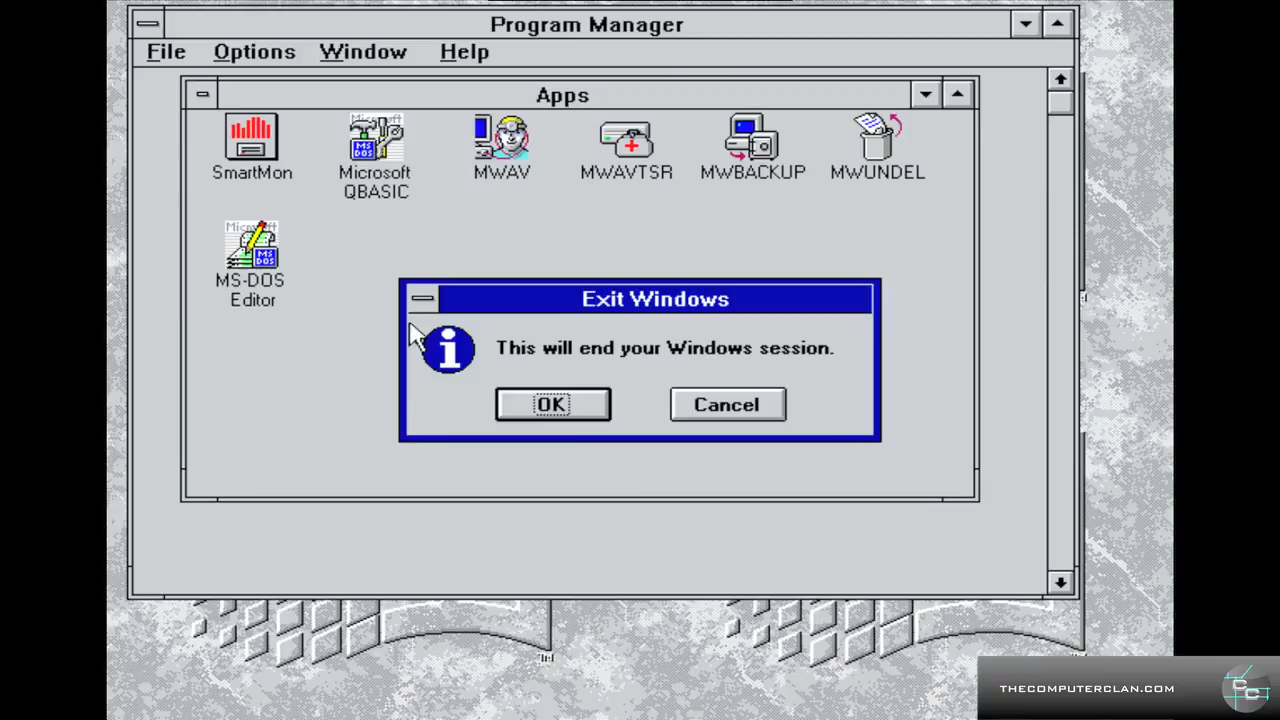 Program Manager
File Options Window Help
Apps
SmartMon
Microsoft
QBASIC
MWAV
MWAVTSR
MWBACKUP
MWUNDEL
MS-DOS
Editor
Exit Windows
This will end your Windows session.
OK Cancel
THECOMPUTERCLAN.COM